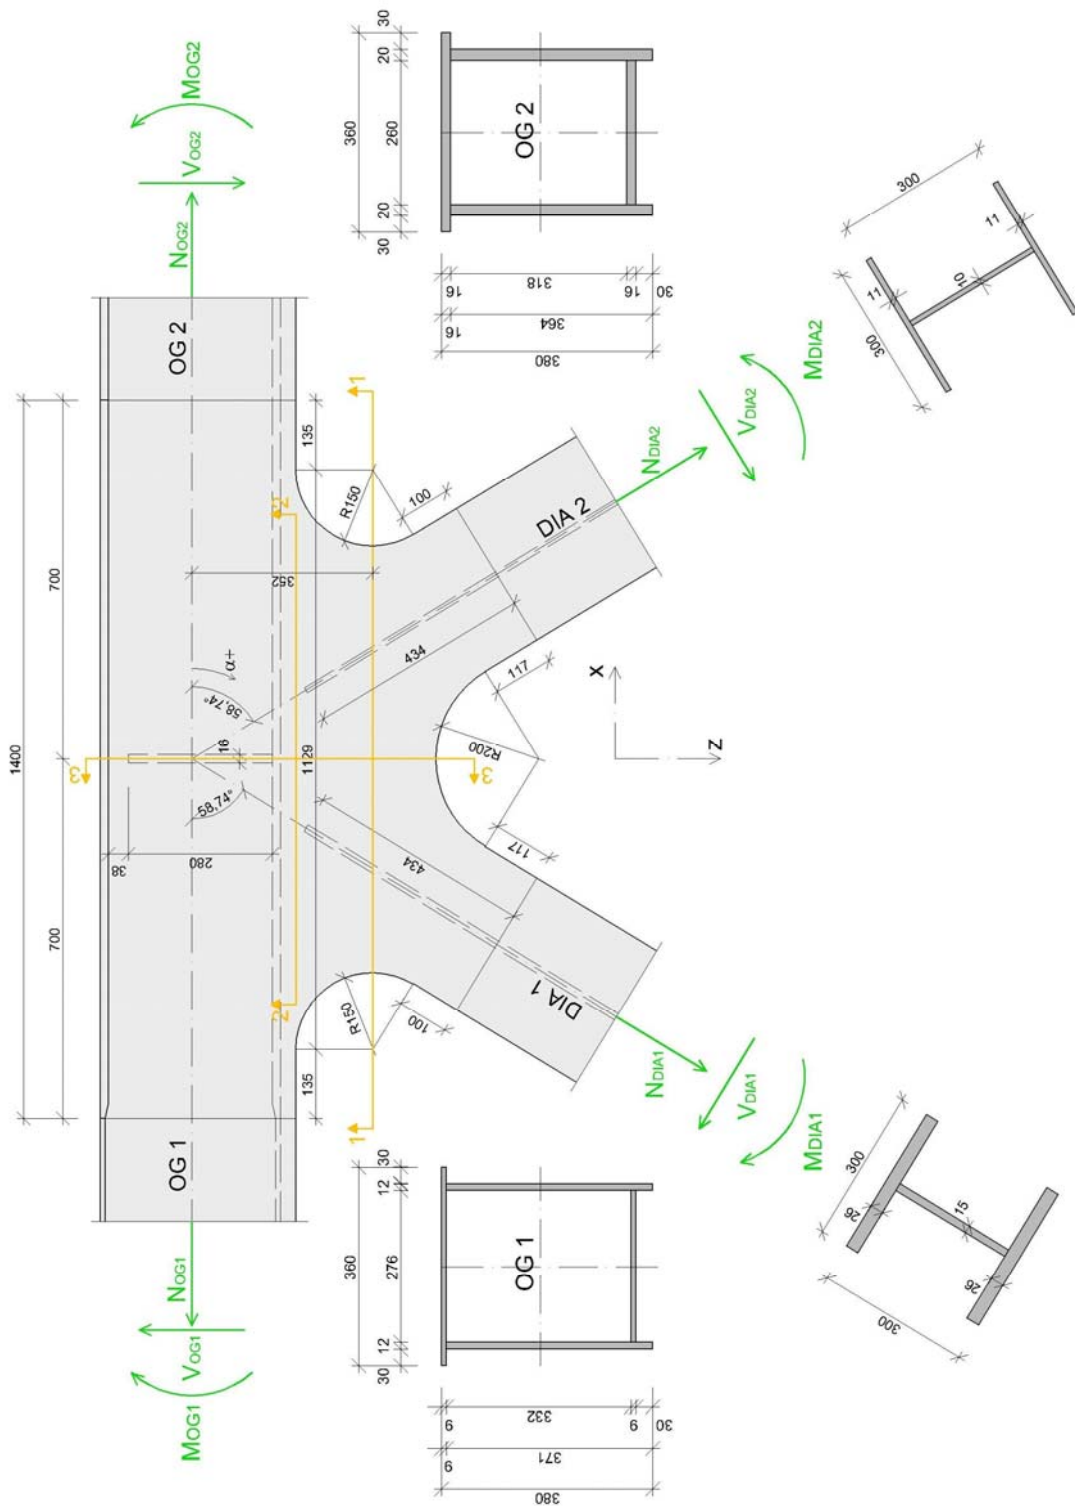 1400
700
700
OG 1
OG 2
MOG1
VOG1
NOG1
NOG2
VOG2
MOG2
38
280
58,74°
58,74°
16
α+
3
3
2
2
1
1
135
1129
135
352
R150
R150
100
100
434
434
117
117
R200
X
Z
DIA 1
DIA 2
NDIA1
VDIA1
MDIA1
NDIA2
VDIA2
MDIA2
360
30
12
276
12
30
OG 1
9
332
9
30
9
371
380
360
30
20
260
20
30
OG 2
16
318
16
30
16
364
380
300
26
15
26
300
300
11
10
11
300